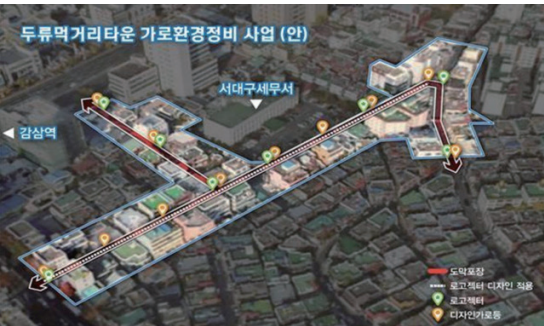 두류먹거리타운 가로환경정비 사업 (안)
서대구세무서
감삼역
도막포장
로고젝터 디자인 적용
로고젝터
디자인가로등